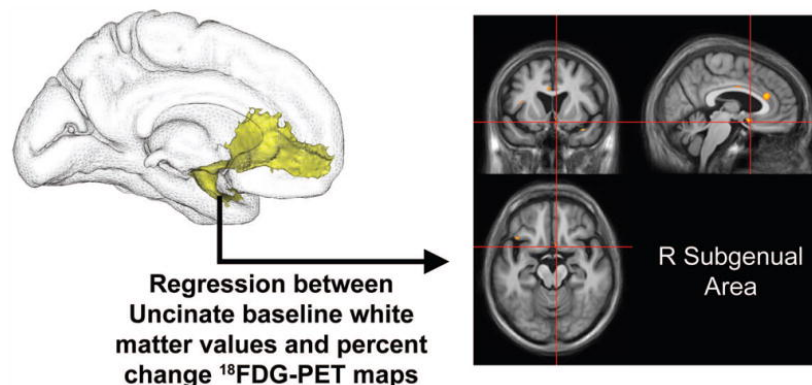 Regression between
Uncinate baseline white
matter values and percent
change ¹⁸FDG-PET maps
R Subgenual
Area